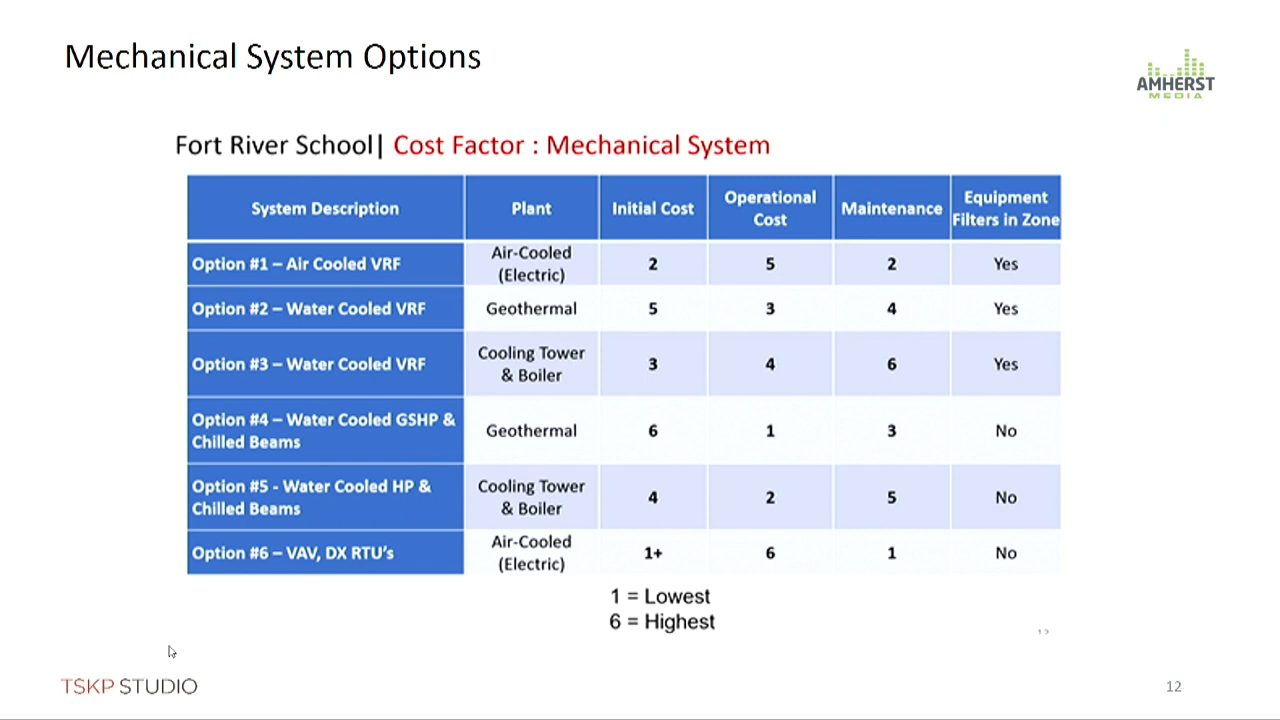 Mechanical System Options
AMHERST
MEDIA
Fort River School| Cost Factor : Mechanical System
System Description
Plant
Initial Cost
Operational
Cost
Maintenance
Equipment
Filters in Zone
Option #1 – Air Cooled VRF
Air-Cooled
(Electric)
2
5
2
Yes
Option #2 – Water Cooled VRF
Geothermal
5
3
4
Yes
Option #3 – Water Cooled VRF
Cooling Tower
& Boiler
3
4
6
Yes
Option #4 – Water Cooled GSHP &
Chilled Beams
Geothermal
6
1
3
No
Option #5 - Water Cooled HP &
Chilled Beams
Cooling Tower
& Boiler
4
2
5
No
Option #6 – VAV, DX RTU's
Air-Cooled
(Electric)
1+
6
1
No
1 = Lowest
6 = Highest
TSKP STUDIO
12